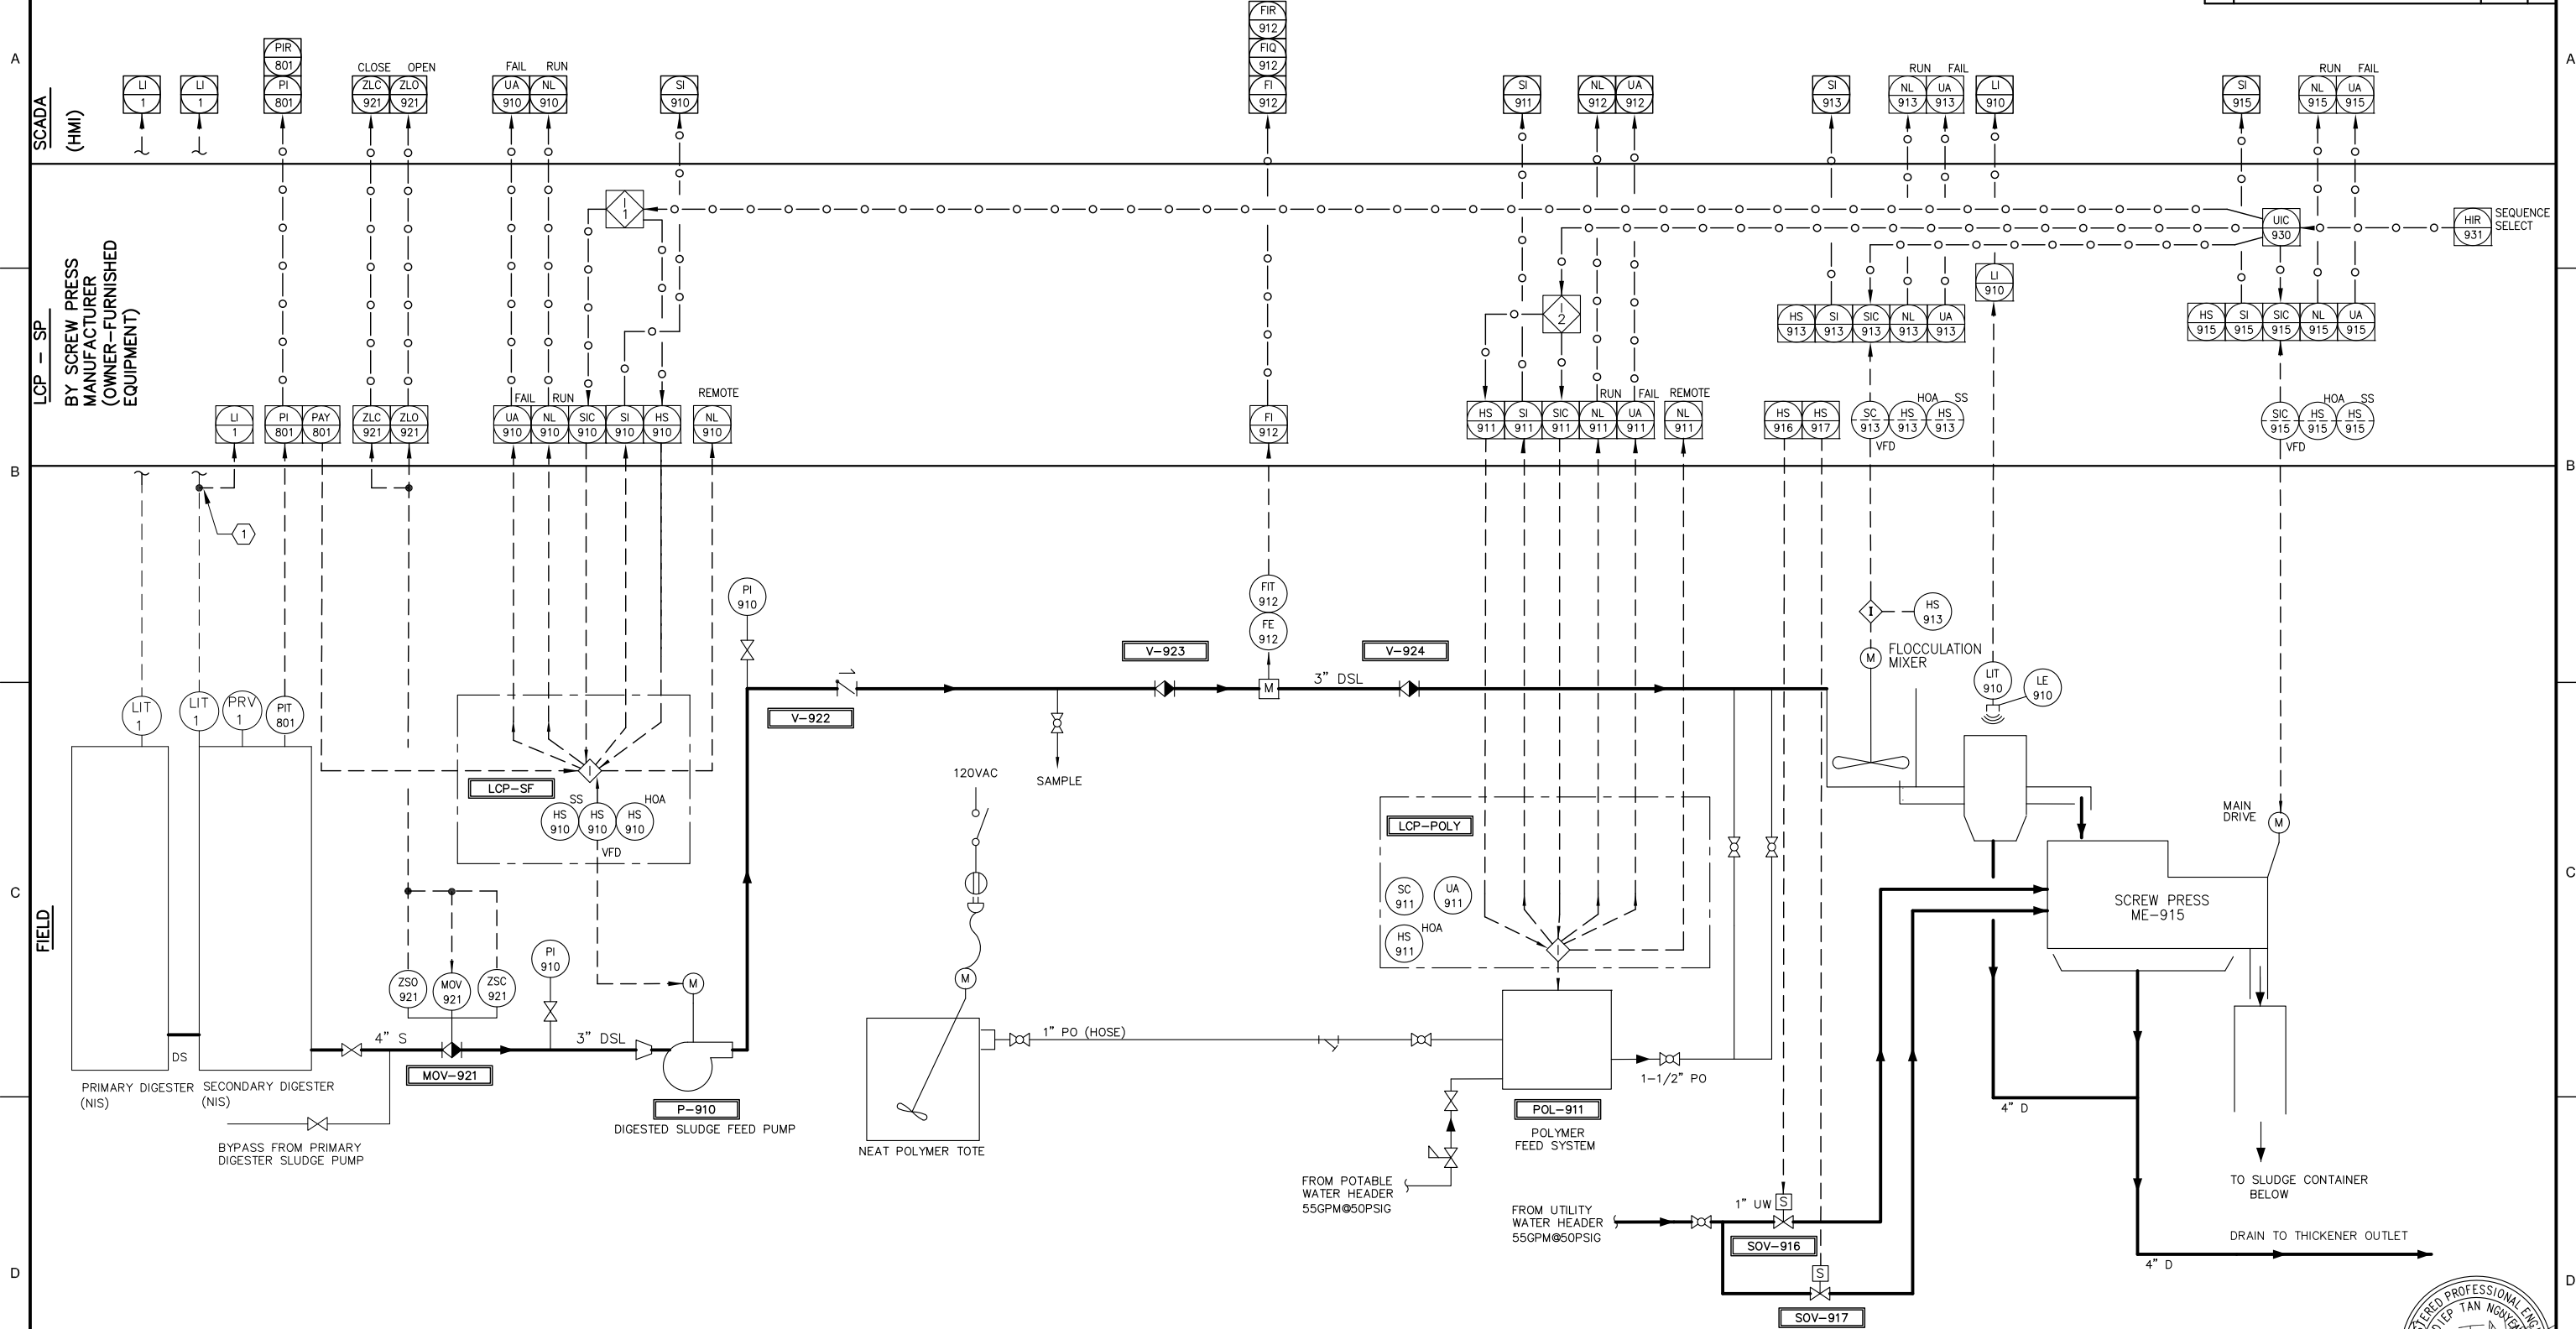 A
A
SCADA
(HMI)
LI
1
LI
1
PIR
801
PI
801
CLOSE
OPEN
ZLC
921
ZLO
921
FAIL
RUN
UA
910
NL
910
SI
910
FIR
912
FIQ
912
FI
912
SI
911
NL
912
UA
912
SI
913
RUN
FAIL
NL
913
UA
913
LI
910
SI
915
RUN
FAIL
NL
915
UA
915
I
1
UIC
930
HIR
931
SEQUENCE
SELECT
LCP - SP
BY SCREW PRESS
MANUFACTURER
(OWNER-FURNISHED
EQUIPMENT)
LI
910
I
2
HS
913
SI
913
SIC
913
NL
913
UA
913
HS
915
SI
915
SIC
915
NL
915
UA
915
LI
1
PI
801
PAY
801
ZLC
921
ZLO
921
FAIL
RUN
UA
910
NL
910
SIC
910
SI
910
HS
910
REMOTE
NL
910
FI
912
HS
911
SI
911
SIC
911
RUN
NL
911
FAIL
UA
911
REMOTE
NL
911
HS
916
HS
917
SC
913
VFD
HOA
HS
913
SS
HS
913
SIC
915
VFD
HOA
HS
915
SS
HS
915
B
B
1
FIELD
PI
910
FIT
912
FE
912
V-923
V-924
I
HS
913
M
FLOCCULATION
MIXER
LIT
1
LIT
1
PRV
1
PIT
801
V-922
M
3" DSL
LIT
910
LE
910
LCP-SF
I
SS
HOA
HS
910
HS
910
HS
910
VFD
SAMPLE
120VAC
LCP-POLY
SC
911
UA
911
HS
911
HOA
I
MAIN
DRIVE
M
SCREW PRESS
ME-915
C
C
ZSO
921
MOV
921
ZSC
921
PI
910
M
M
DS
4" S
3" DSL
MOV-921
1" PO (HOSE)
1-1/2" PO
PRIMARY DIGESTER
(NIS)
SECONDARY DIGESTER
(NIS)
P-910
DIGESTED SLUDGE FEED PUMP
POL-911
POLYMER
FEED SYSTEM
4" D
BYPASS FROM PRIMARY
DIGESTER SLUDGE PUMP
NEAT POLYMER TOTE
FROM POTABLE
WATER HEADER
55GPM@50PSIG
FROM UTILITY
WATER HEADER
55GPM@50PSIG
1" UW
S
SOV-916
S
SOV-917
TO SLUDGE CONTAINER
BELOW
DRAIN TO THICKENER OUTLET
4" D
D
D
PROFESSIONAL
TAN